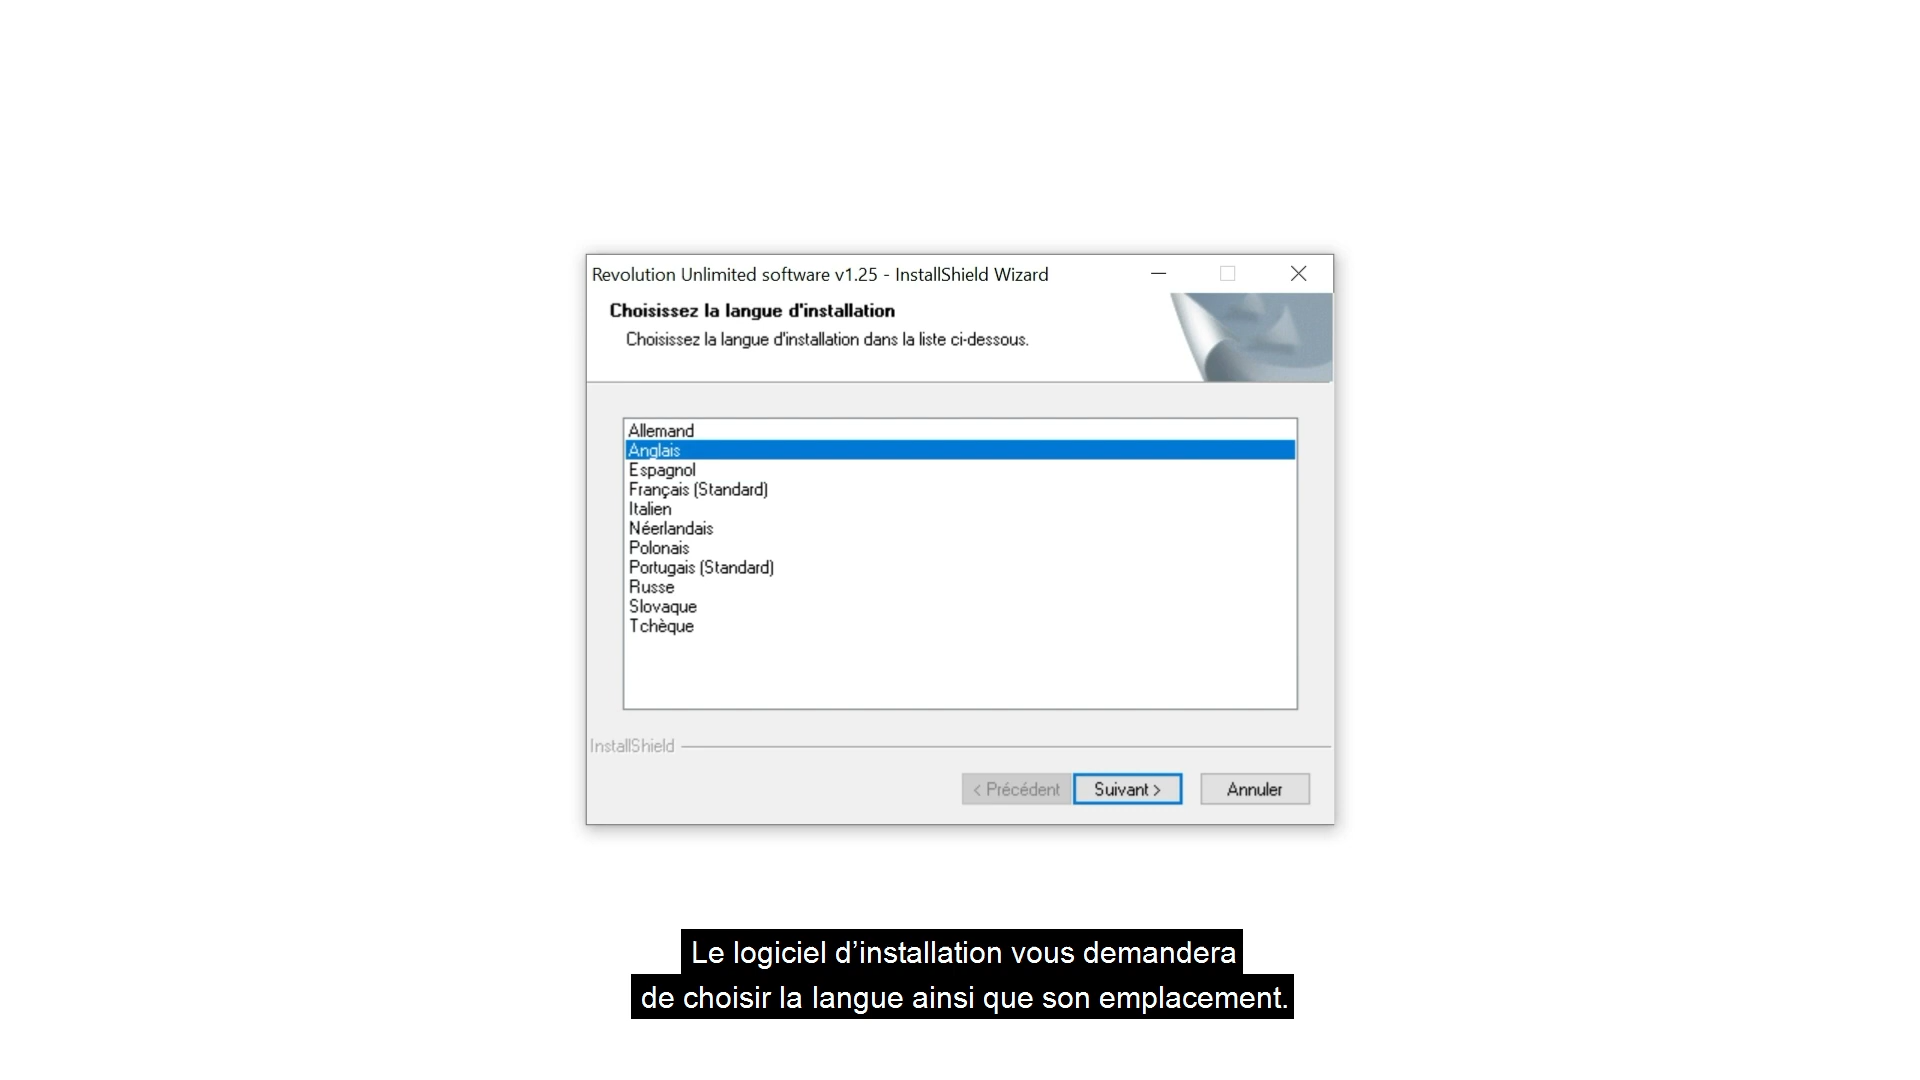 Revolution Unlimited software v1.25 - InstallShield Wizard
Choisissez la langue d'installation
Choisissez la langue d'installation dans la liste ci-dessous.
Allemand
Anglais
Espagnol
Français (Standard)
Italien
Néerlandais
Polonais
Portugais (Standard)
Russe
Slovaque
Tchèque
InstallShield
< Précédent
Suivant >
Annuler
Le logiciel d’installation vous demandera
de choisir la langue ainsi que son emplacement.